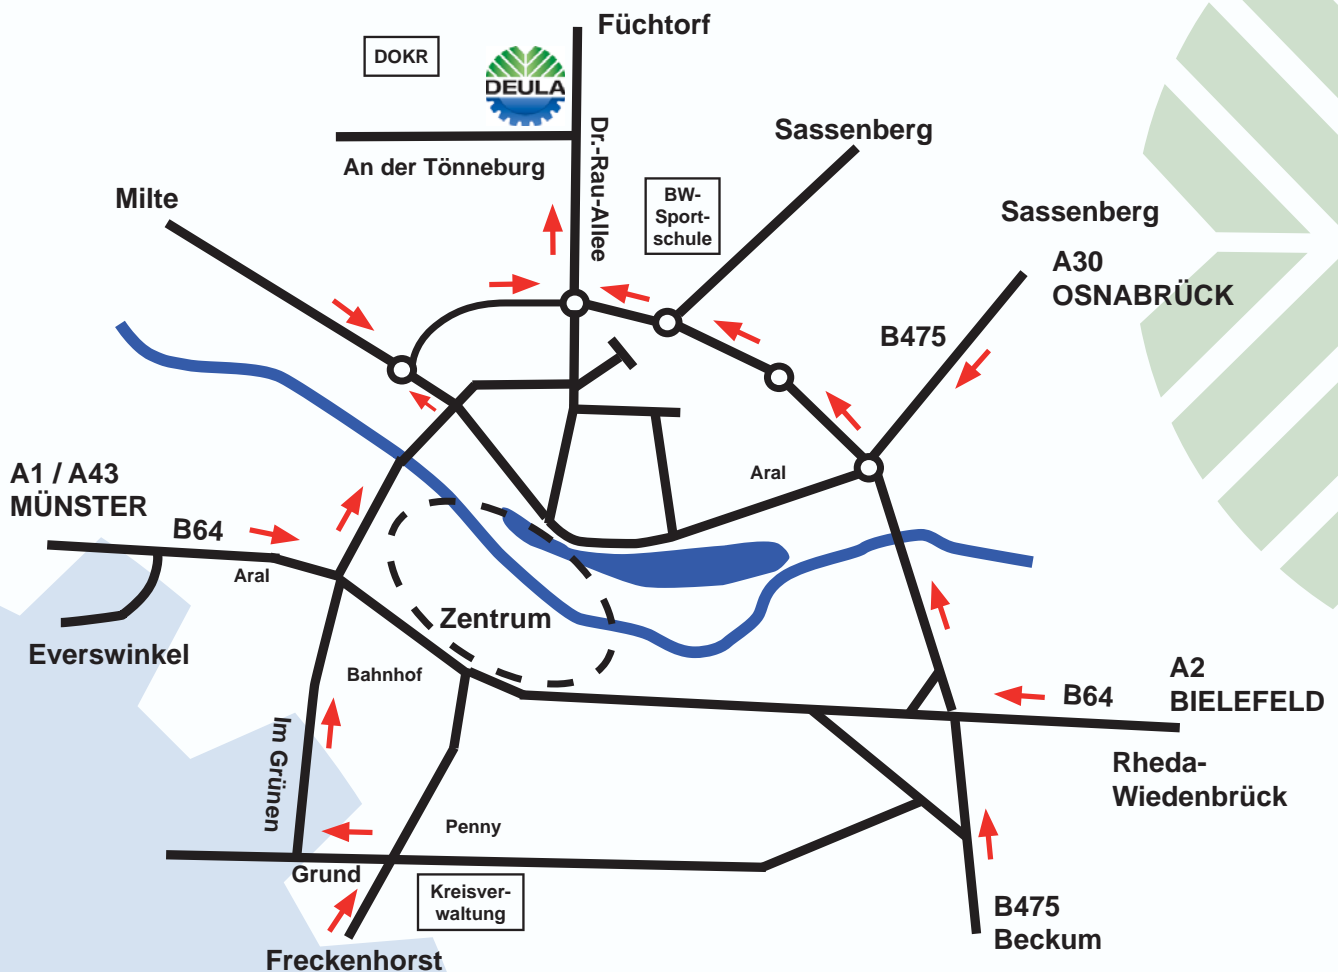 Füchtorf
DOKR
DEULA
Dr.-Rau-Allee
Sassenberg
An der Tönneburg
BW-
Sport-
schule
Milte
Sassenberg
A30
OSNABRÜCK
B475
A1 / A43
MÜNSTER
B64
Aral
Aral
Zentrum
Everswinkel
Bahnhof
A2
BIELEFELD
B64
Im Grünen
Rheda-
Wiedenbrück
Penny
Grund
Kreisver-
waltung
B475
Beckum
Freckenhorst